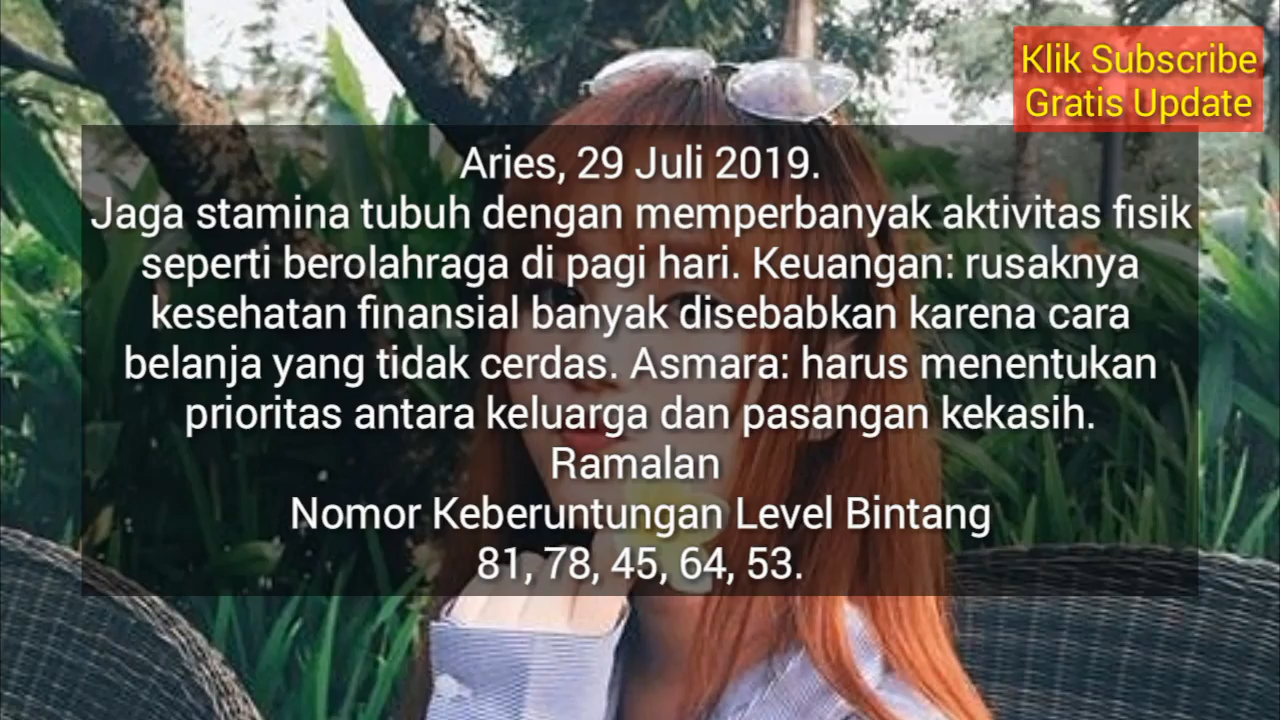 Klik Subscribe
Gratis Update
Aries, 29 Juli 2019.
Jaga stamina tubuh dengan memperbanyak aktivitas fisik
seperti berolahraga di pagi hari. Keuangan: rusaknya
kesehatan finansial banyak disebabkan karena cara
belanja yang tidak cerdas. Asmara: harus menentukan
prioritas antara keluarga dan pasangan kekasih.
Ramalan
Nomor Keberuntungan Level Bintang
81, 78, 45, 64, 53.